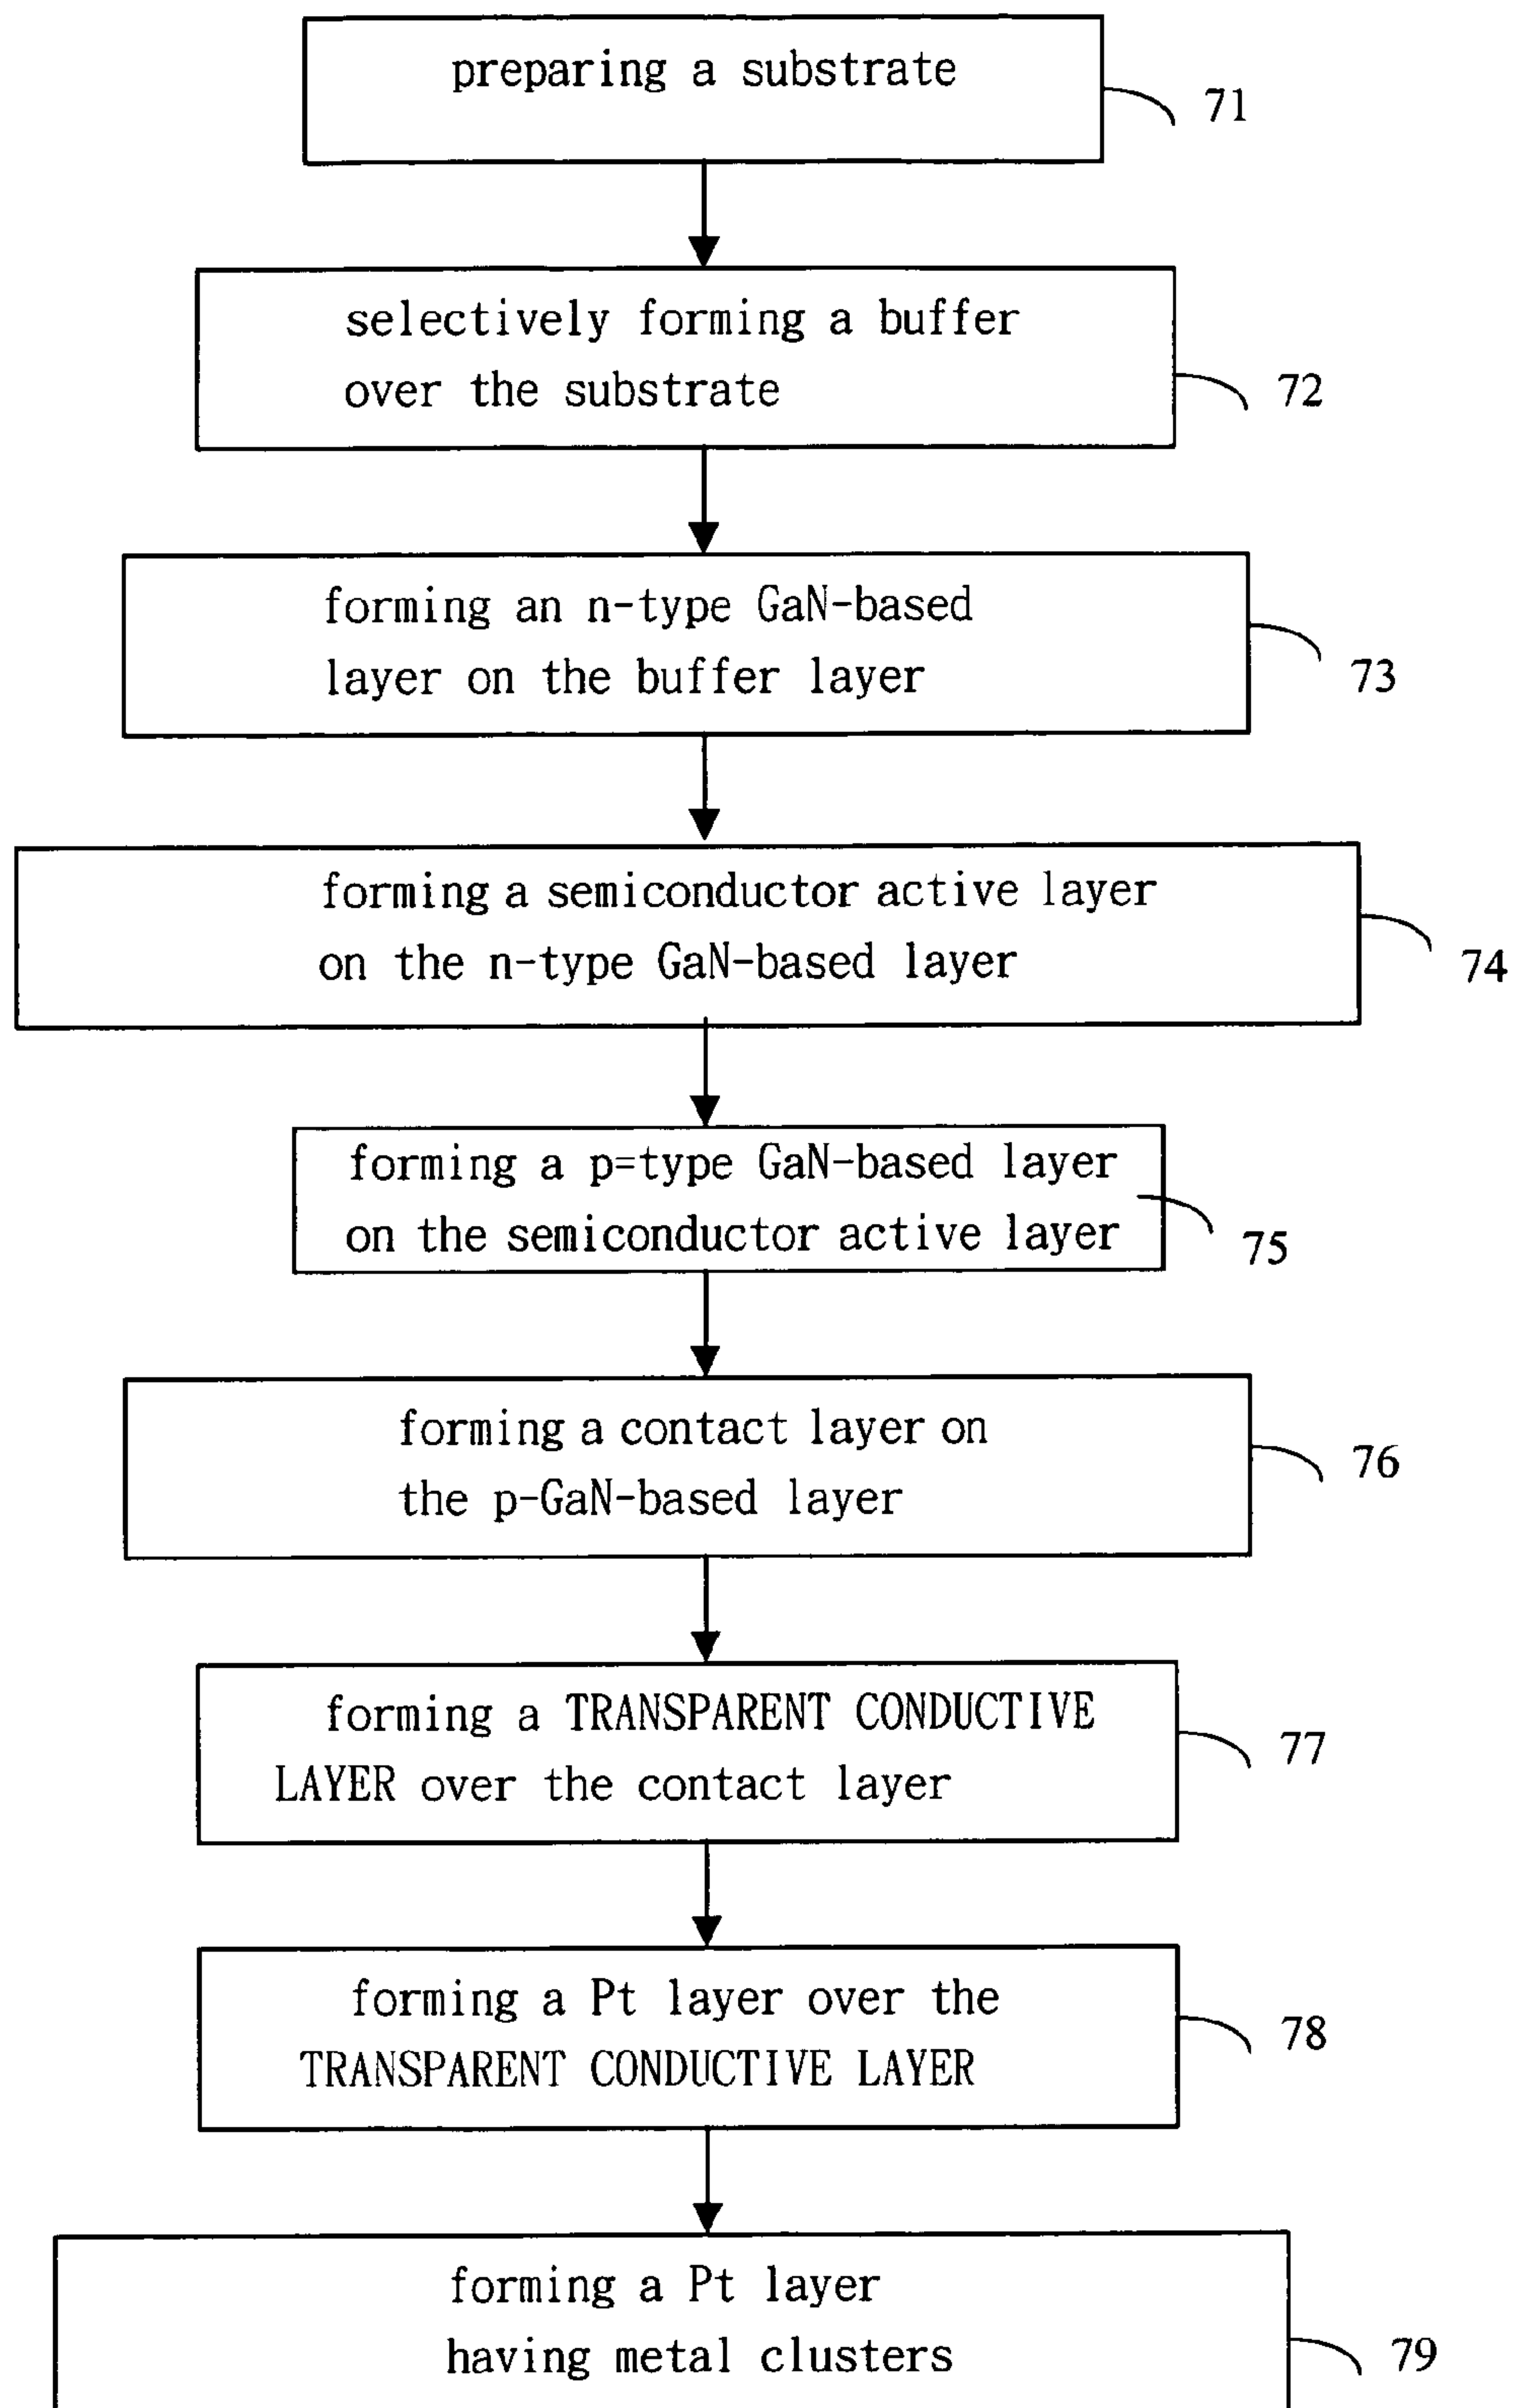 preparing a substrate
71
selectively forming a buffer
over the substrate
72
forming an n-type GaN-based
layer on the buffer layer
73
forming a semiconductor active layer
on the n-type GaN-based layer
74
forming a p=type GaN-based layer
on the semiconductor active layer
75
forming a contact layer on
the p-GaN-based layer
76
forming a TRANSPARENT CONDUCTIVE
LAYER over the contact layer
77
forming a Pt layer over the
TRANSPARENT CONDUCTIVE LAYER
78
forming a Pt layer
having metal clusters
79